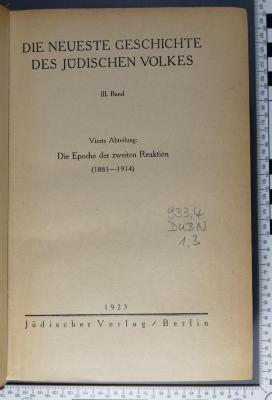 DIE NEUESTE GESCHICHTE
DES JÜDISCHEN VOLKES
III. Band
Vierte Abteilung:
Die Epoche der zweiten Reaktion
(1881—1914)
933,4
DUBN
1,3
1923
Jüdischer Verlag / Berlin